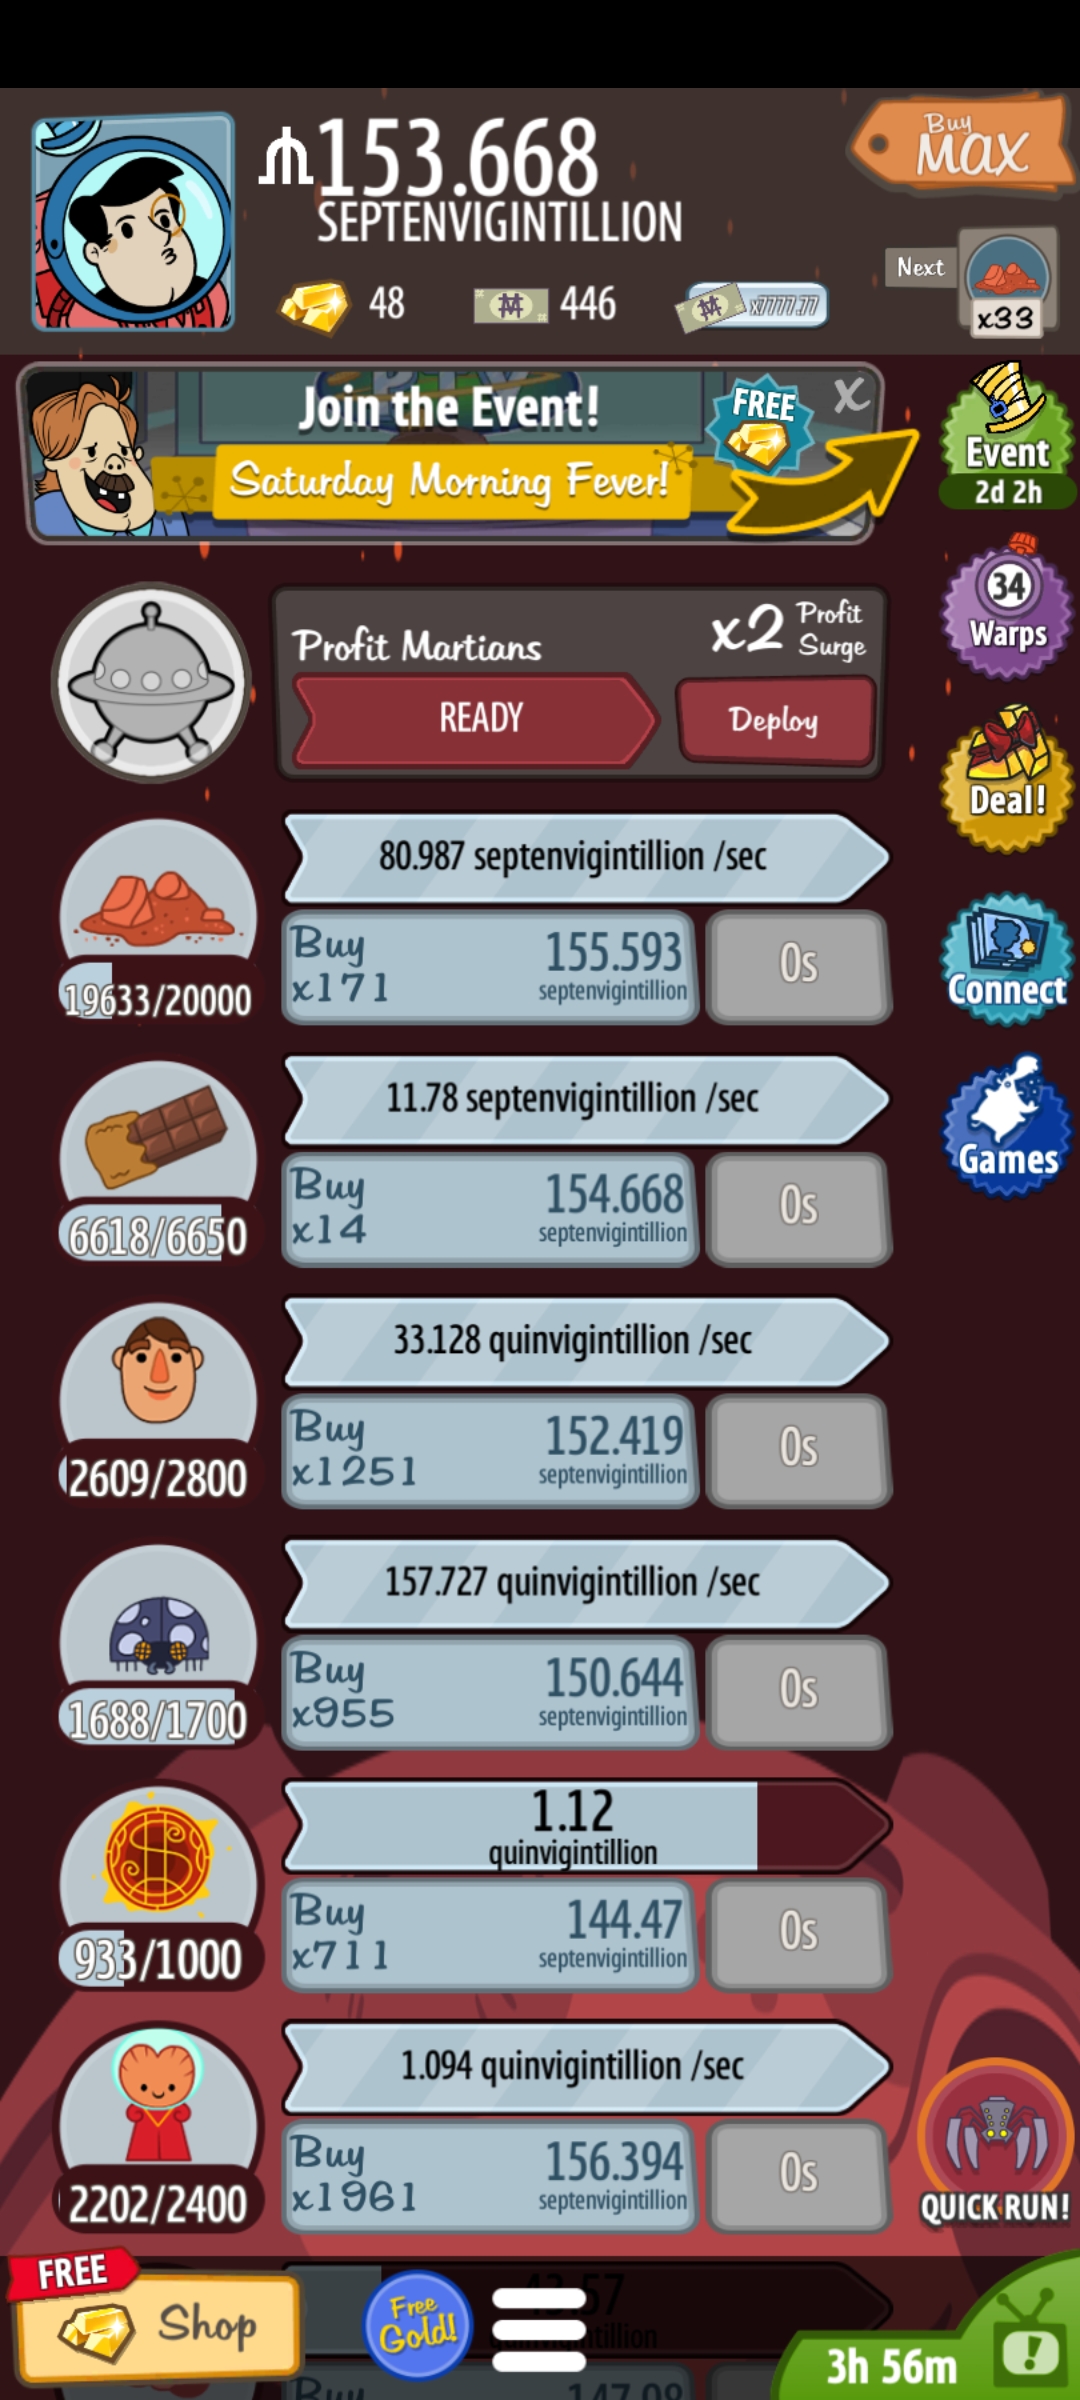 153.668
SEPTENVIGINTILLION
Buy
MAX
48
446
x7777.77
Next
x33
Join the Event!
FREE
X
Saturday Morning Fever!
Event
2d 2h
34
Warps
Profit Martians
x2 Profit
Surge
READY
Deploy
Deal!
80.987 septenvigintillion /sec
Buy
x171
155.593
septenvigintillion
0s
19633/20000
Connect
11.78 septenvigintillion /sec
Buy
x14
154.668
septenvigintillion
0s
6618/6650
Games
33.128 quinvigintillion /sec
Buy
x1251
152.419
septenvigintillion
0s
2609/2800
157.727 quinvigintillion /sec
Buy
x955
150.644
septenvigintillion
0s
1688/1700
1.12
quinvigintillion
Buy
x711
144.47
septenvigintillion
0s
933/1000
1.094 quinvigintillion /sec
Buy
x1961
156.394
septenvigintillion
0s
2202/2400
QUICK RUN!
FREE
Shop
Free
Gold!
3h 56m
Buy
147.08